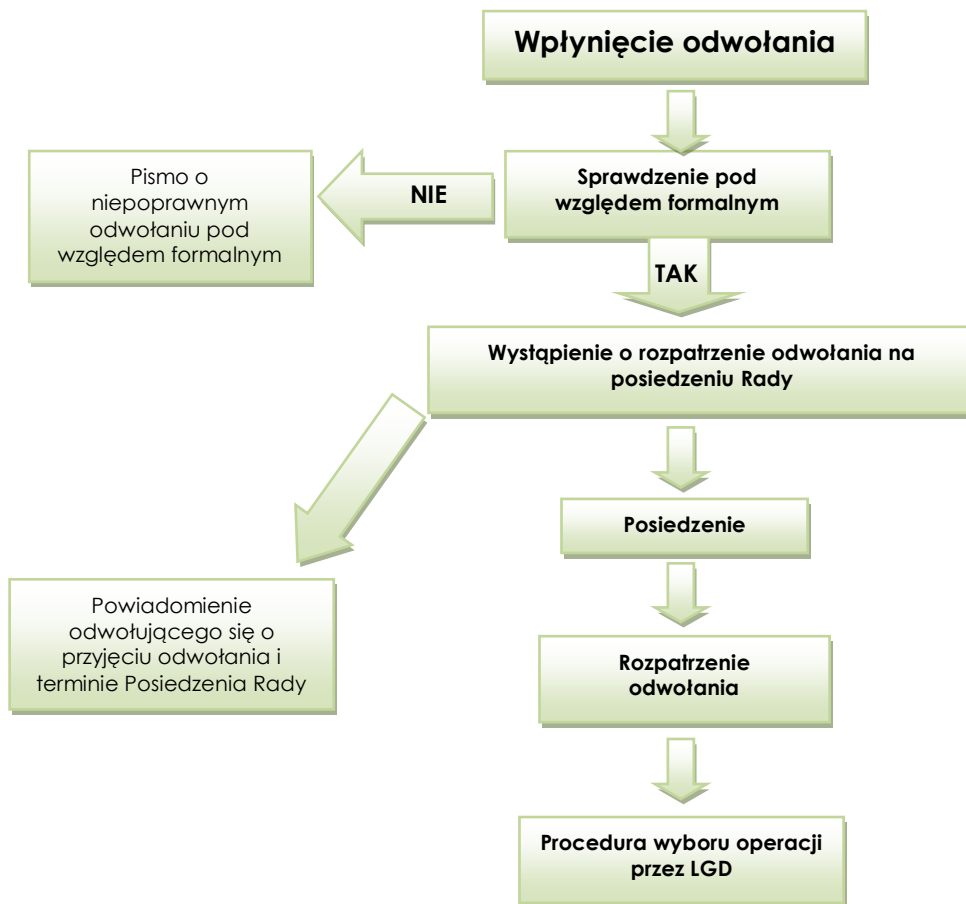 Wpłynięcie odwołania
Pismo o
niepoprawnym
odwołaniu pod
względem formalnym
NIE
Sprawdzenie pod
względem formalnym
TAK
Wystąpienie o rozpatrzenie odwołania na
posiedzeniu Rady
Posiedzenie
Powiadomienie
odwołującego się o
przyjęciu odwołania i
terminie Posiedzenia Rady
Rozpatrzenie
odwołania
Procedura wyboru operacji
przez LGD